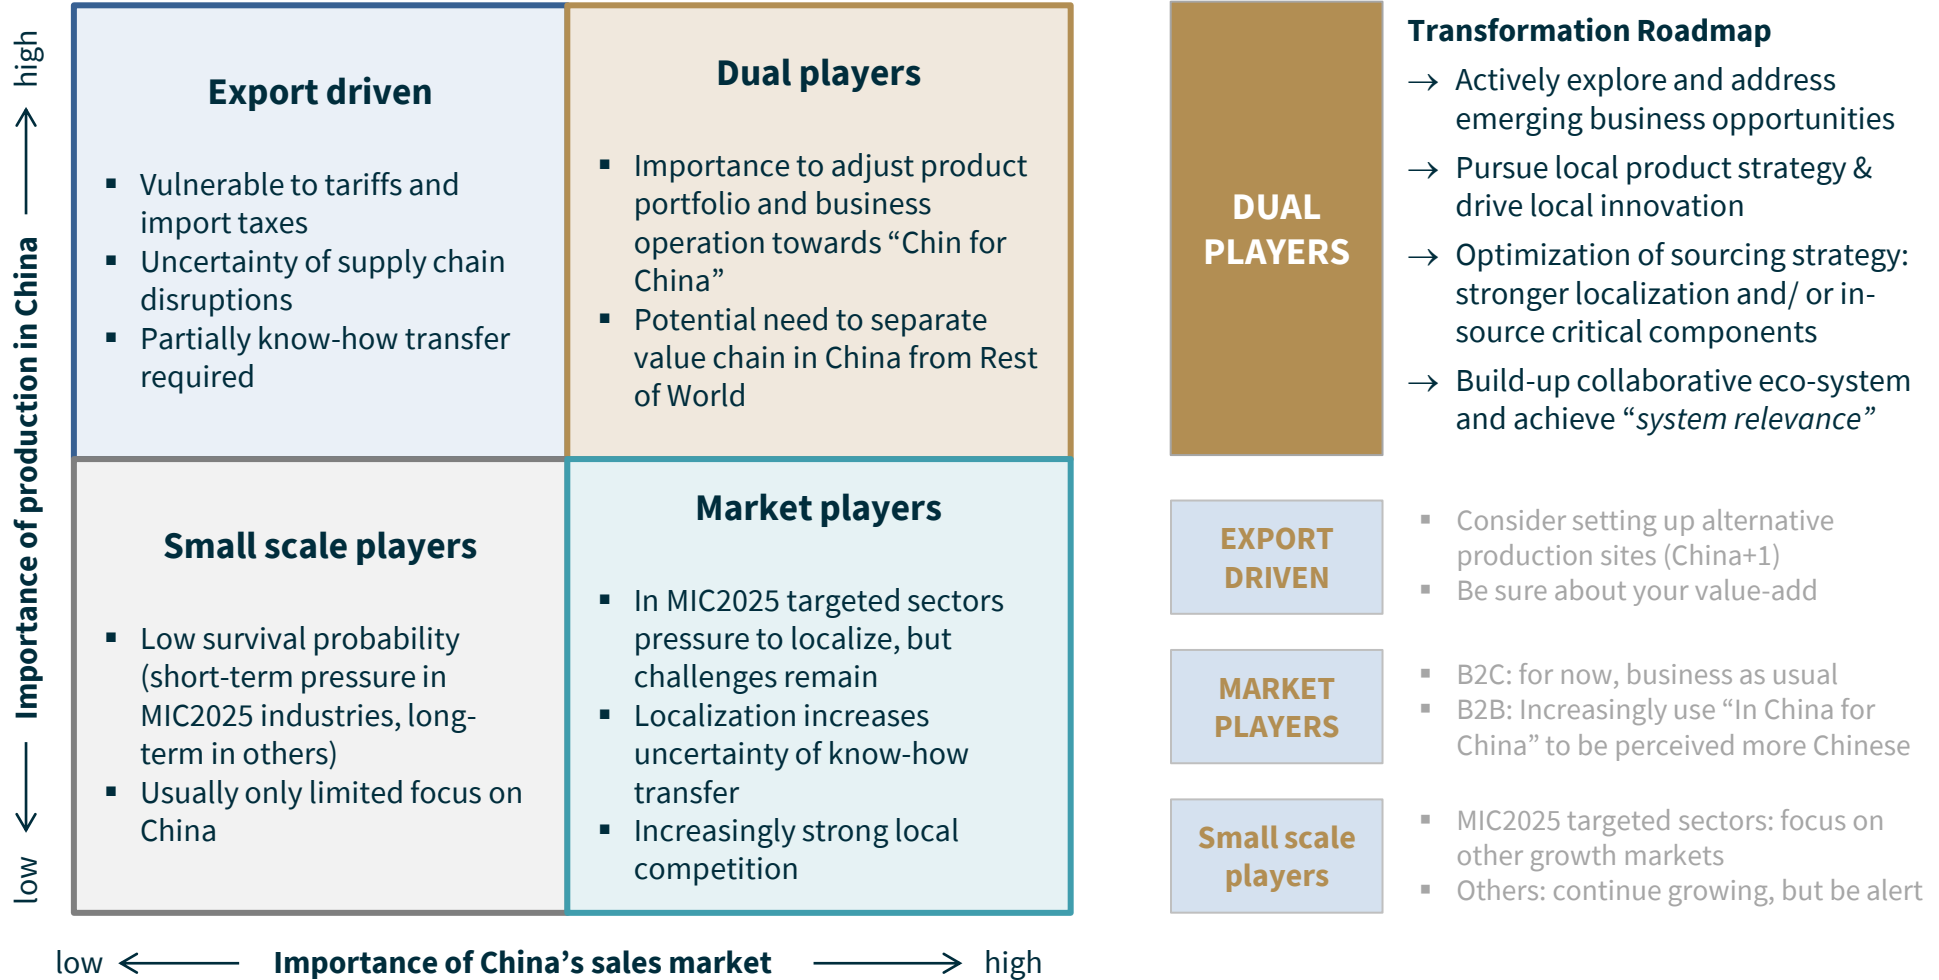 high
Importance of production in China
low
Export driven
▪ Vulnerable to tariffs and
import taxes
▪ Uncertainty of supply chain
disruptions
▪ Partially know-how transfer
required
Dual players
▪ Importance to adjust product
portfolio and business
operation towards “Chin for
China”
▪ Potential need to separate
value chain in China from Rest
of World
Small scale players
▪ Low survival probability
(short-term pressure in
MIC2025 industries, long-
term in others)
▪ Usually only limited focus on
China
Market players
▪ In MIC2025 targeted sectors
pressure to localize, but
challenges remain
▪ Localization increases
uncertainty of know-how
transfer
▪ Increasingly strong local
competition
low
Importance of China’s sales market
high
DUAL
PLAYERS
Transformation Roadmap
→ Actively explore and address
emerging business opportunities
→ Pursue local product strategy &
drive local innovation
→ Optimization of sourcing strategy:
stronger localization and/ or in-
source critical components
→ Build-up collaborative eco-system
and achieve “system relevance”
EXPORT
DRIVEN
▪ Consider setting up alternative
production sites (China+1)
▪ Be sure about your value-add
MARKET
PLAYERS
▪ B2C: for now, business as usual
▪ B2B: Increasingly use “In China for
China” to be perceived more Chinese
Small scale
players
▪ MIC2025 targeted sectors: focus on
other growth markets
▪ Others: continue growing, but be alert